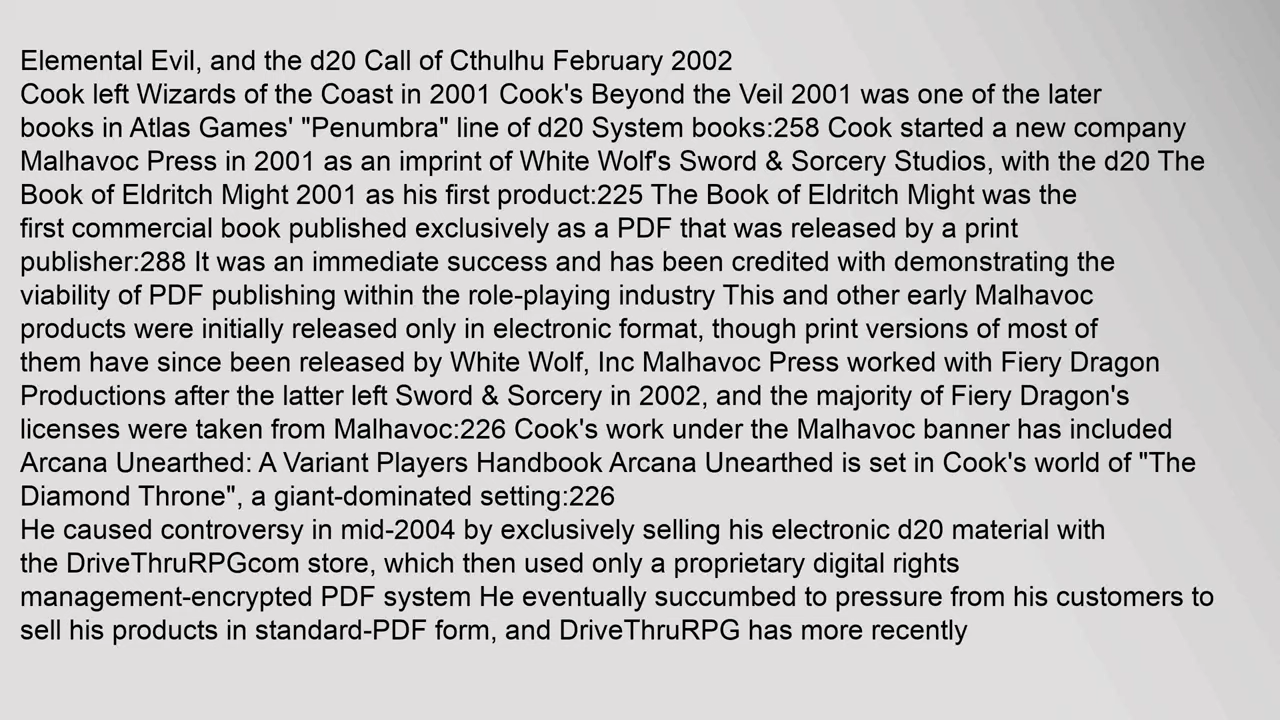 Elemental Evil, and the d20 Call of Cthulhu February 2002
Cook left Wizards of the Coast in 2001 Cook's Beyond the Veil 2001 was one of the later
books in Atlas Games' "Penumbra" line of d20 System books:258 Cook started a new company
Malhavoc Press in 2001 as an imprint of White Wolf's Sword & Sorcery Studios, with the d20 The
Book of Eldritch Might 2001 as his first product:225 The Book of Eldritch Might was the
first commercial book published exclusively as a PDF that was released by a print
publisher:288 It was an immediate success and has been credited with demonstrating the
viability of PDF publishing within the role-playing industry This and other early Malhavoc
products were initially released only in electronic format, though print versions of most of
them have since been released by White Wolf, Inc Malhavoc Press worked with Fiery Dragon
Productions after the latter left Sword & Sorcery in 2002, and the majority of Fiery Dragon's
licenses were taken from Malhavoc:226 Cook's work under the Malhavoc banner has included
Arcana Unearthed: A Variant Players Handbook Arcana Unearthed is set in Cook's world of "The
Diamond Throne", a giant-dominated setting:226
He caused controversy in mid-2004 by exclusively selling his electronic d20 material with
the DriveThruRPGcom store, which then used only a proprietary digital rights
management-encrypted PDF system He eventually succumbed to pressure from his customers to
sell his products in standard-PDF form, and DriveThruRPG has more recently